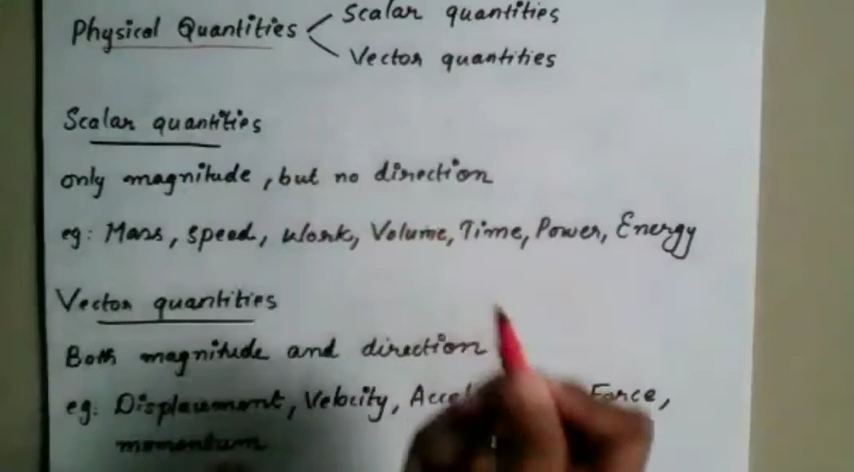 Physical Quantities
Scalar quantities
Vector quantities
Scalar quantities
only magnitude, but no direction
eg: Mass, speed, work, Volume, Time, Power, Energy
Vector quantities
Both magnitude and direction
eg: Displacement, Velocity, Force,
momentum